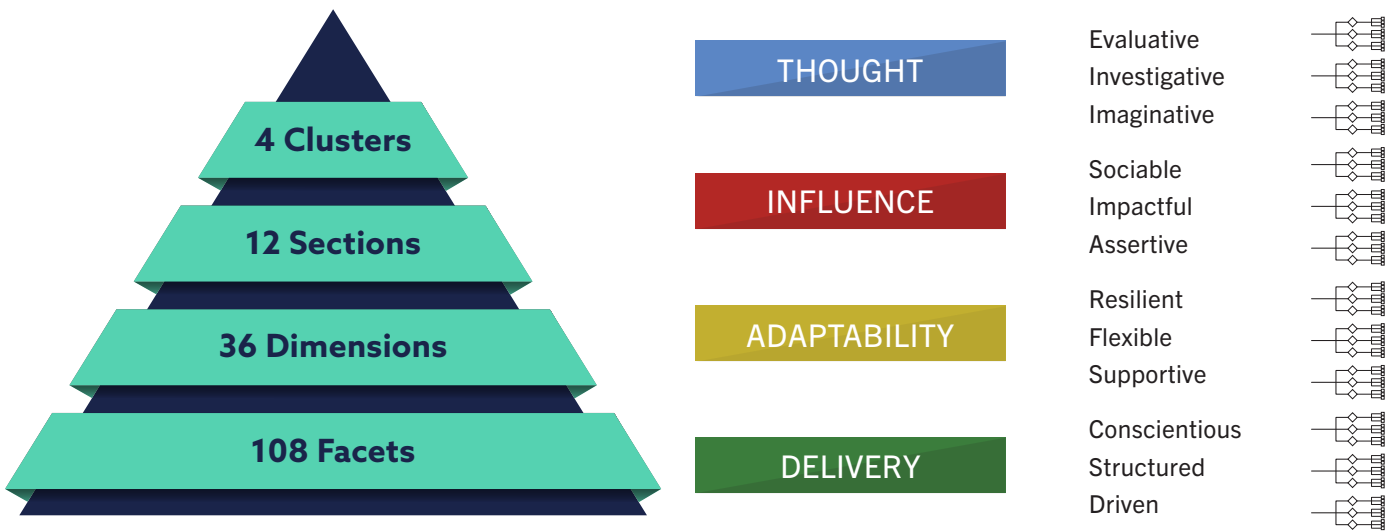 4 Clusters
12 Sections
36 Dimensions
108 Facets
THOUGHT
Evaluative
Investigative
Imaginative
INFLUENCE
Sociable
Impactful
Assertive
ADAPTABILITY
Resilient
Flexible
Supportive
DELIVERY
Conscientious
Structured
Driven